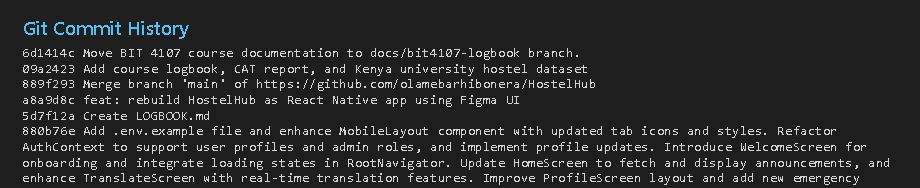 Git Commit History
6d1414c Move BIT 4107 course documentation to docs/bit4107-logbook branch.
09a2423 Add course logbook, CAT report, and Kenya university hostel dataset
889f293 Merge branch 'main' of https://github.com/olamebarhibonera/HostelHub
a8a9d8c feat: rebuild HostelHub as React Native app using Figma UI
5d7f12a Create LOGBOOK.md
880b76e Add .env.example file and enhance MobileLayout component with updated tab icons and styles. Refactor
AuthContext to support user profiles and admin roles, and implement profile updates. Introduce WelcomeScreen for
onboarding and integrate loading states in RootNavigator. Update HomeScreen to fetch and display announcements, and
enhance TranslateScreen with real-time translation features. Improve ProfileScreen layout and add new emergency